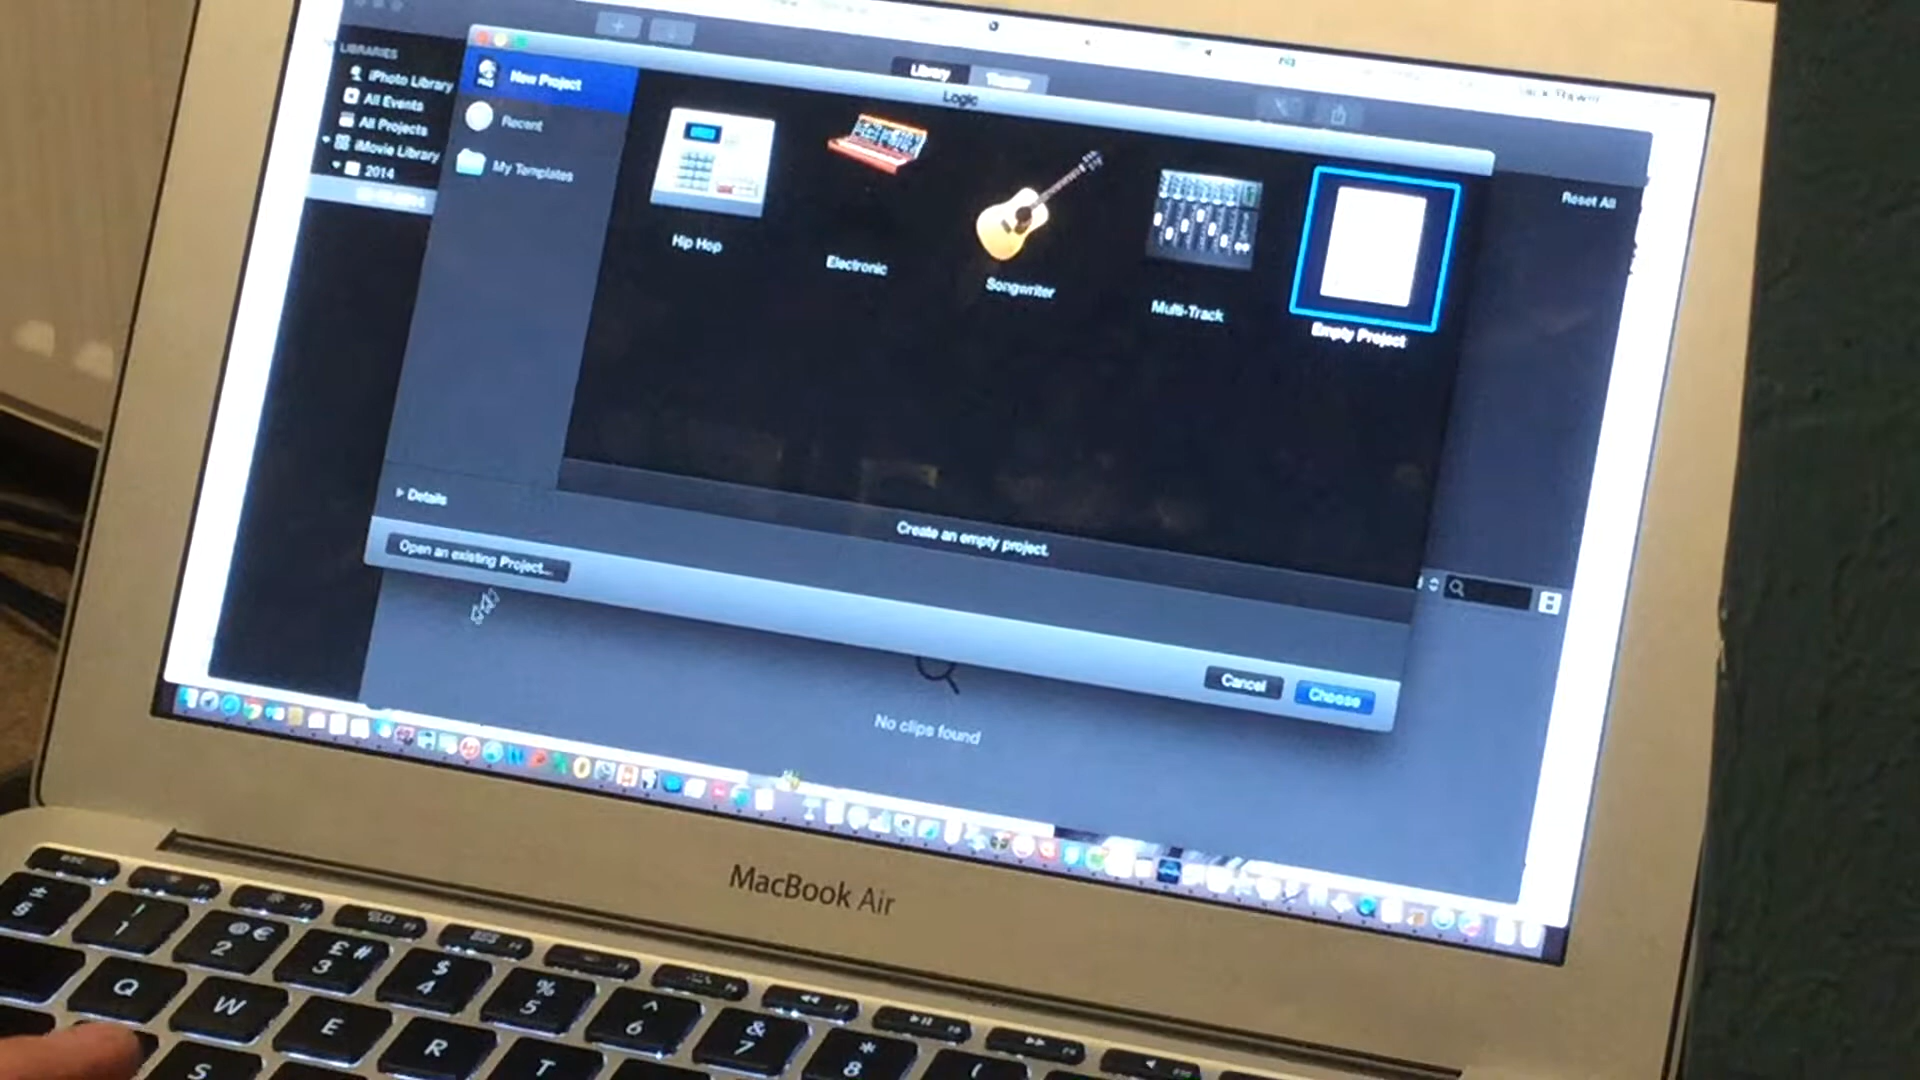 LIBRARIES
iPhoto Library
All Events
All Projects
iMovie Library
2014
New Project
Recent
My Templates
Library
Theater
Logic
Reset All
Hip Hop
Electronic
Songwriter
Multi-Track
Empty Project
Details
Create an empty project.
Open an existing Project...
Cancel
Choose
No clips found
MacBook Air
esc
± §
! 1
@ € 2
£ # 3
$ 4
% 5
^ 6
& 7
* 8
(
Q
W
E
R
T
S